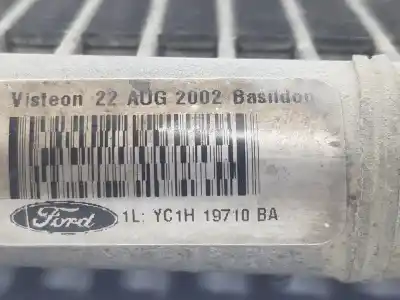 Visteon 22 AUG 2002 Basildon
Ford 1L: YC1H 19710 BA